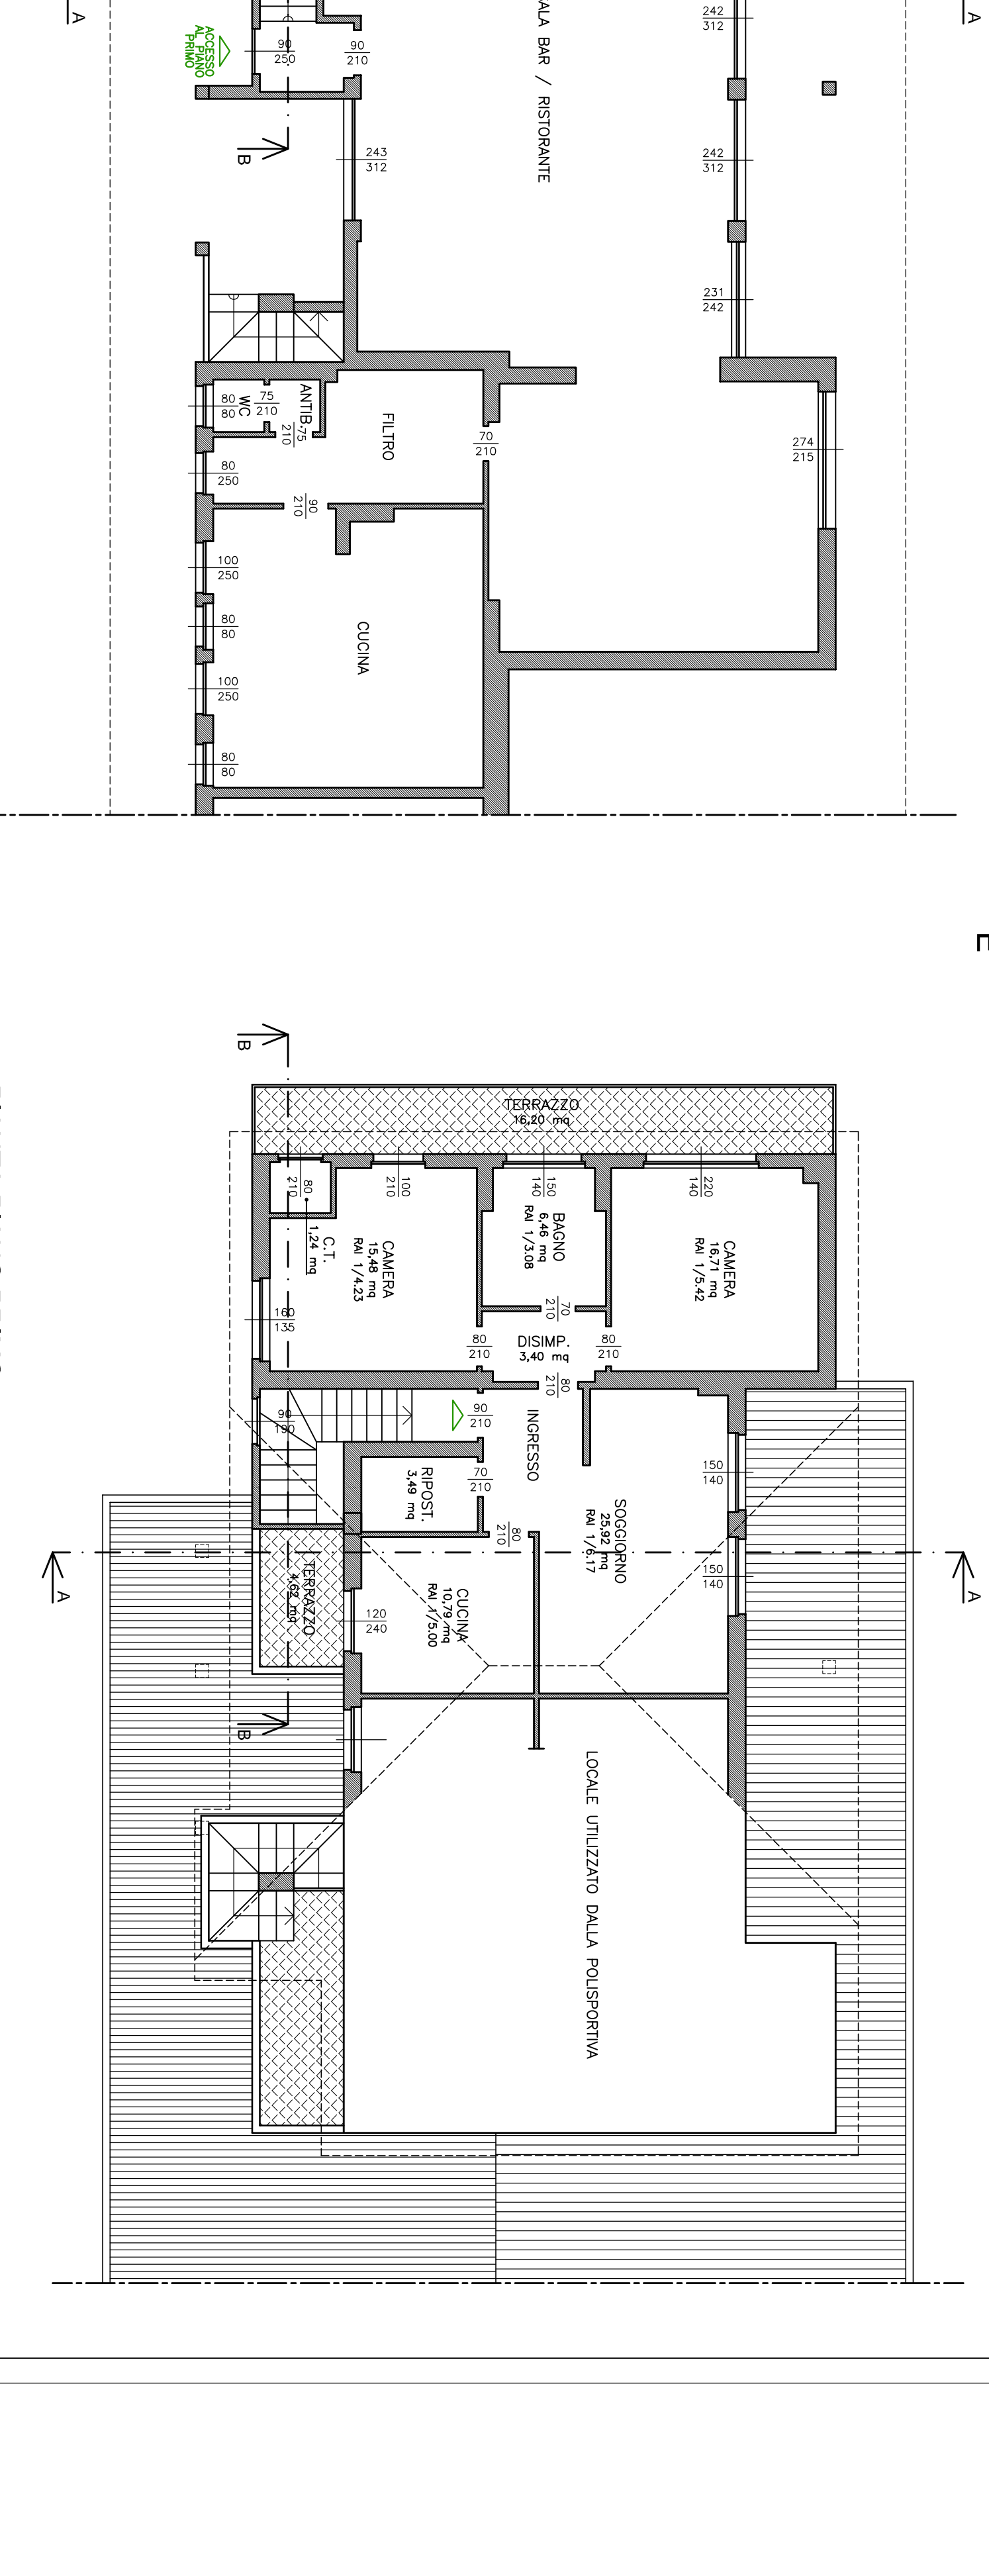 A
A
SALA BAR / RISTORANTE
242
312
ACCESSO
AL PIANO
PRIMO
90
250
90
210
B
243
312
242
312
231
242
ANTIB.
WC
75
210
75
210
80
80
FILTRO
70
210
274
215
80
250
90
210
100
250
80
80
CUCINA
100
250
80
80
B
TERRAZZO
16,20 mq
80
210
100
210
150
140
220
140
C.T.
1,24 mq
CAMERA
15,48 mq
RAI 1/4.23
BAGNO
6,46 mq
RAI 1/3.08
CAMERA
16,71 mq
RAI 1/5.42
160
135
70
210
DISIMP.
3,40 mq
80
210
80
210
80
210
90
190
90
210
INGRESSO
150
140
RIPOST.
3,49 mq
70
210
SOGGIORNO
25,92 mq
RAI 1/6.17
80
210
A
A
TERRAZZO
4,62 mq
120
240
CUCINA
10,79 mq
RAI 1/5.00
150
140
B
LOCALE UTILIZZATO DALLA POLISPORTIVA